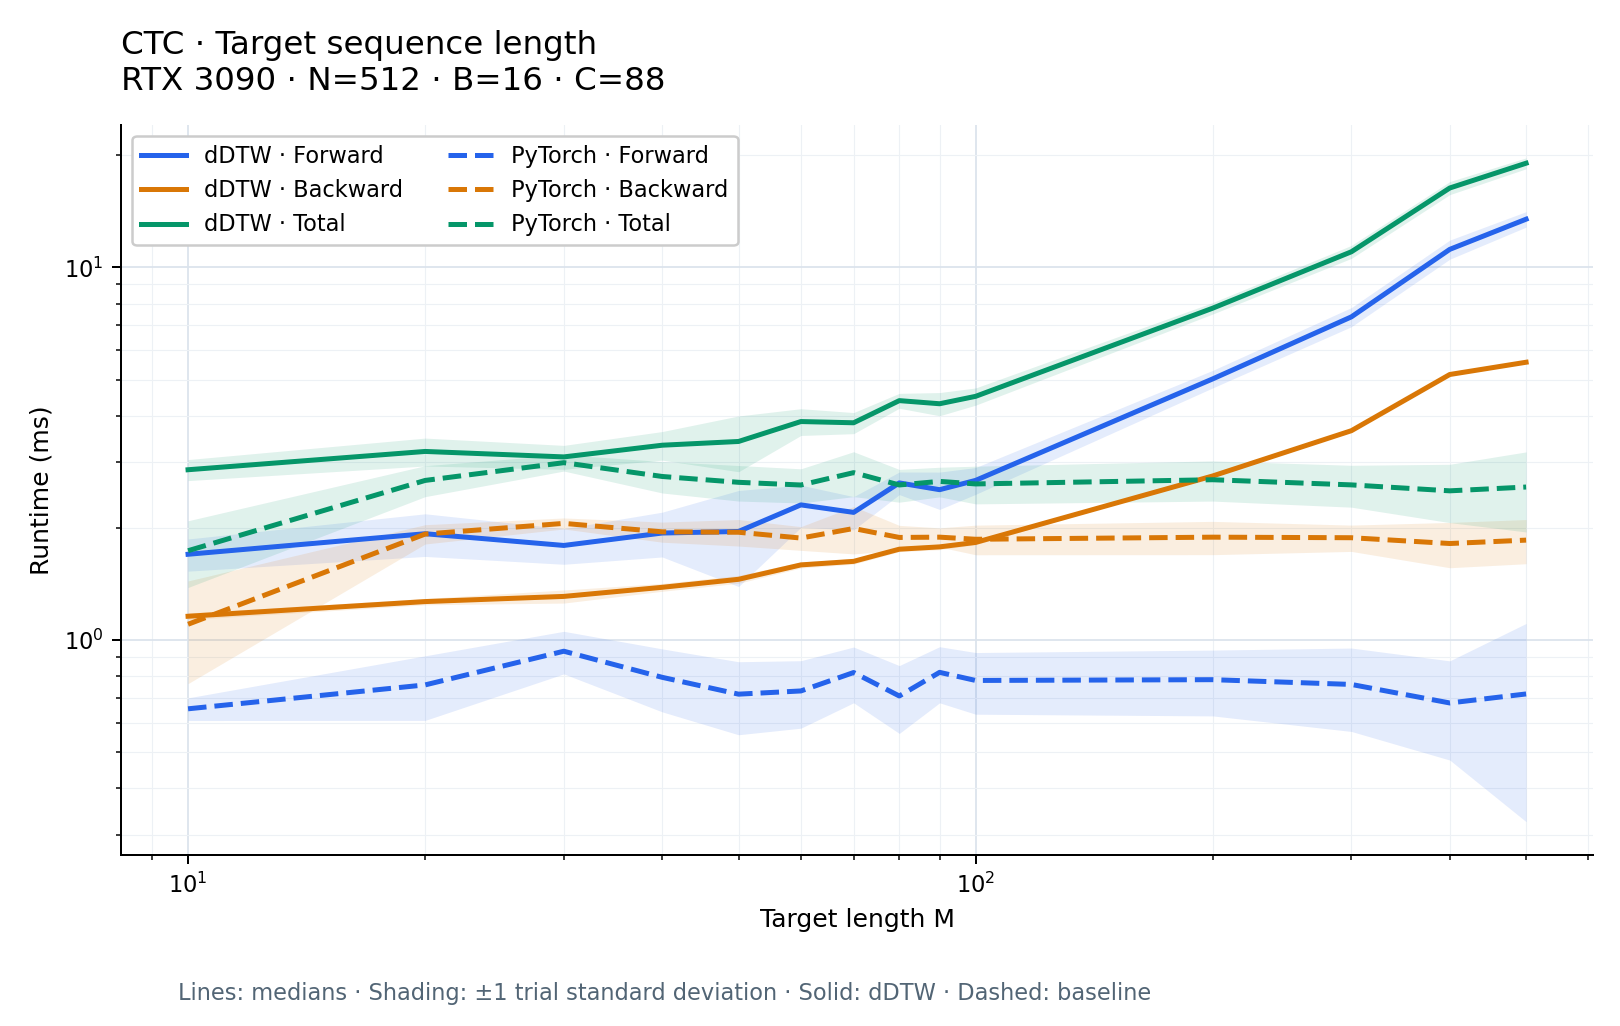 CTC · Target sequence length
RTX 3090 · N=512 · B=16 · C=88
dDTW · Forward
dDTW · Backward
dDTW · Total
PyTorch · Forward
PyTorch · Backward
PyTorch · Total
Runtime (ms)
10¹
10⁰
10¹
10²
Target length M
Lines: medians · Shading: ±1 trial standard deviation · Solid: dDTW · Dashed: baseline